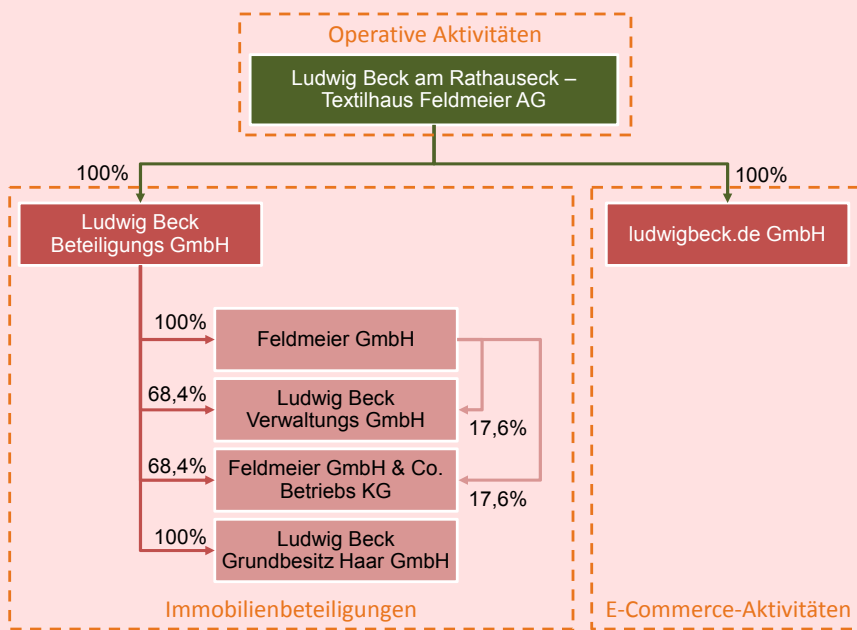 Operative Aktivitäten
Ludwig Beck am Rathauseck –
Textilhaus Feldmeier AG
100%
100%
Ludwig Beck
Beteiligungs GmbH
ludwigbeck.de GmbH
100%
Feldmeier GmbH
68,4%
Ludwig Beck
Verwaltungs GmbH
17,6%
68,4%
Feldmeier GmbH & Co.
Betriebs KG
17,6%
100%
Ludwig Beck
Grundbesitz Haar GmbH
Immobilienbeteiligungen
E-Commerce-Aktivitäten